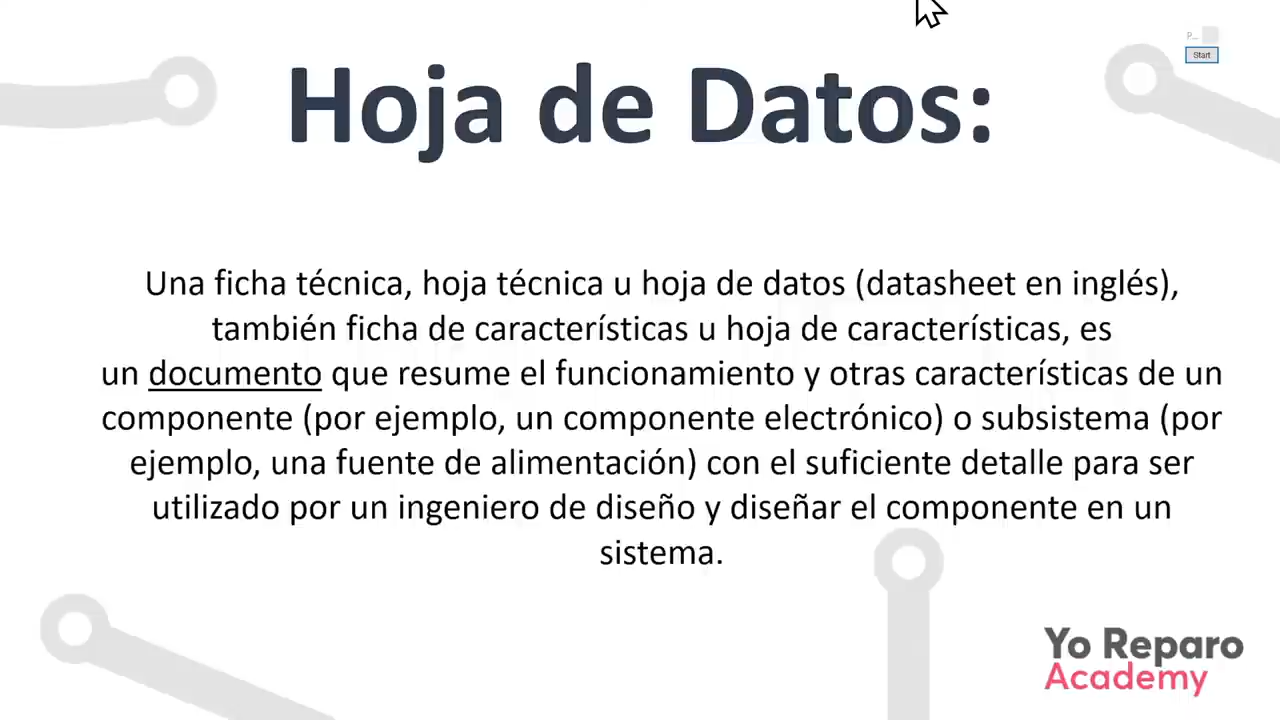 P...
Start
Hoja de Datos:
Una ficha técnica, hoja técnica u hoja de datos (datasheet en inglés),
también ficha de características u hoja de características, es
un documento que resume el funcionamiento y otras características de un
componente (por ejemplo, un componente electrónico) o subsistema (por
ejemplo, una fuente de alimentación) con el suficiente detalle para ser
utilizado por un ingeniero de diseño y diseñar el componente en un
sistema.
Yo Reparo
Academy